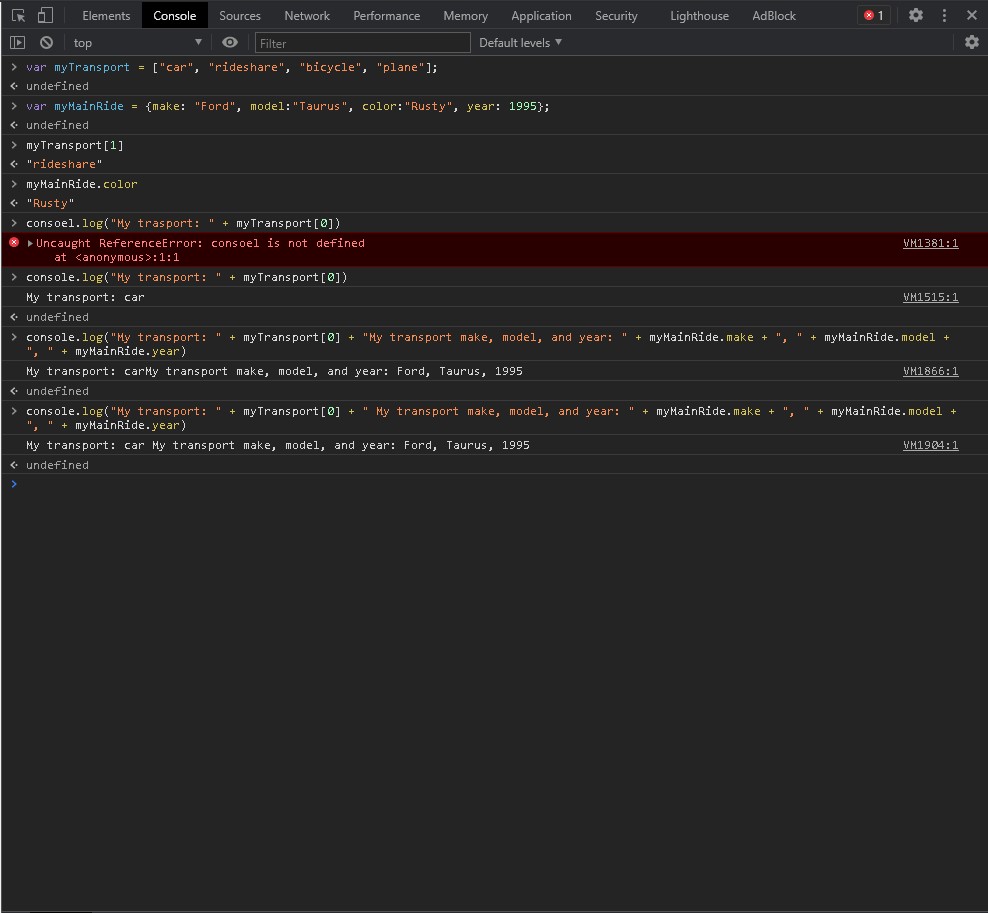 Elements Console Sources Network Performance Memory Application Security Lighthouse AdBlock 1
top Filter Default levels
> var myTransport = ["car", "rideshare", "bicycle", "plane"];
undefined
> var myMainRide = {make: "Ford", model:"Taurus", color:"Rusty", year: 1995};
undefined
> myTransport[1]
"rideshare"
> myMainRide.color
"Rusty"
> consoel.log("My trasport: " + myTransport[0])
Uncaught ReferenceError: consoel is not defined VM1381:1
at <anonymous>:1:1
> console.log("My transport: " + myTransport[0])
My transport: car VM1515:1
undefined
> console.log("My transport: " + myTransport[0] + "My transport make, model, and year: " + myMainRide.make + ", " + myMainRide.model +
", " + myMainRide.year)
My transport: carMy transport make, model, and year: Ford, Taurus, 1995 VM1866:1
undefined
> console.log("My transport: " + myTransport[0] + " My transport make, model, and year: " + myMainRide.make + ", " + myMainRide.model +
", " + myMainRide.year)
My transport: car My transport make, model, and year: Ford, Taurus, 1995 VM1904:1
undefined
>